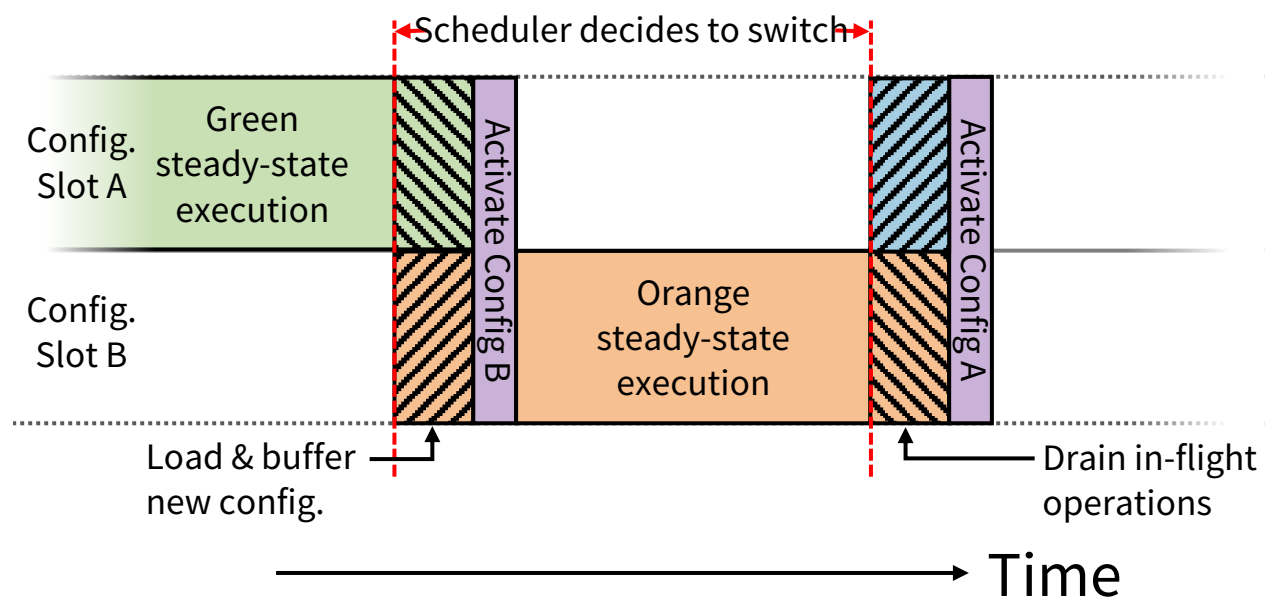 Scheduler decides to switch
Config.
Slot A
Green
steady-state
execution
Activate Config B
Activate Config A
Config.
Slot B
Orange
steady-state
execution
Load & buffer
new config.
Drain in-flight
operations
Time